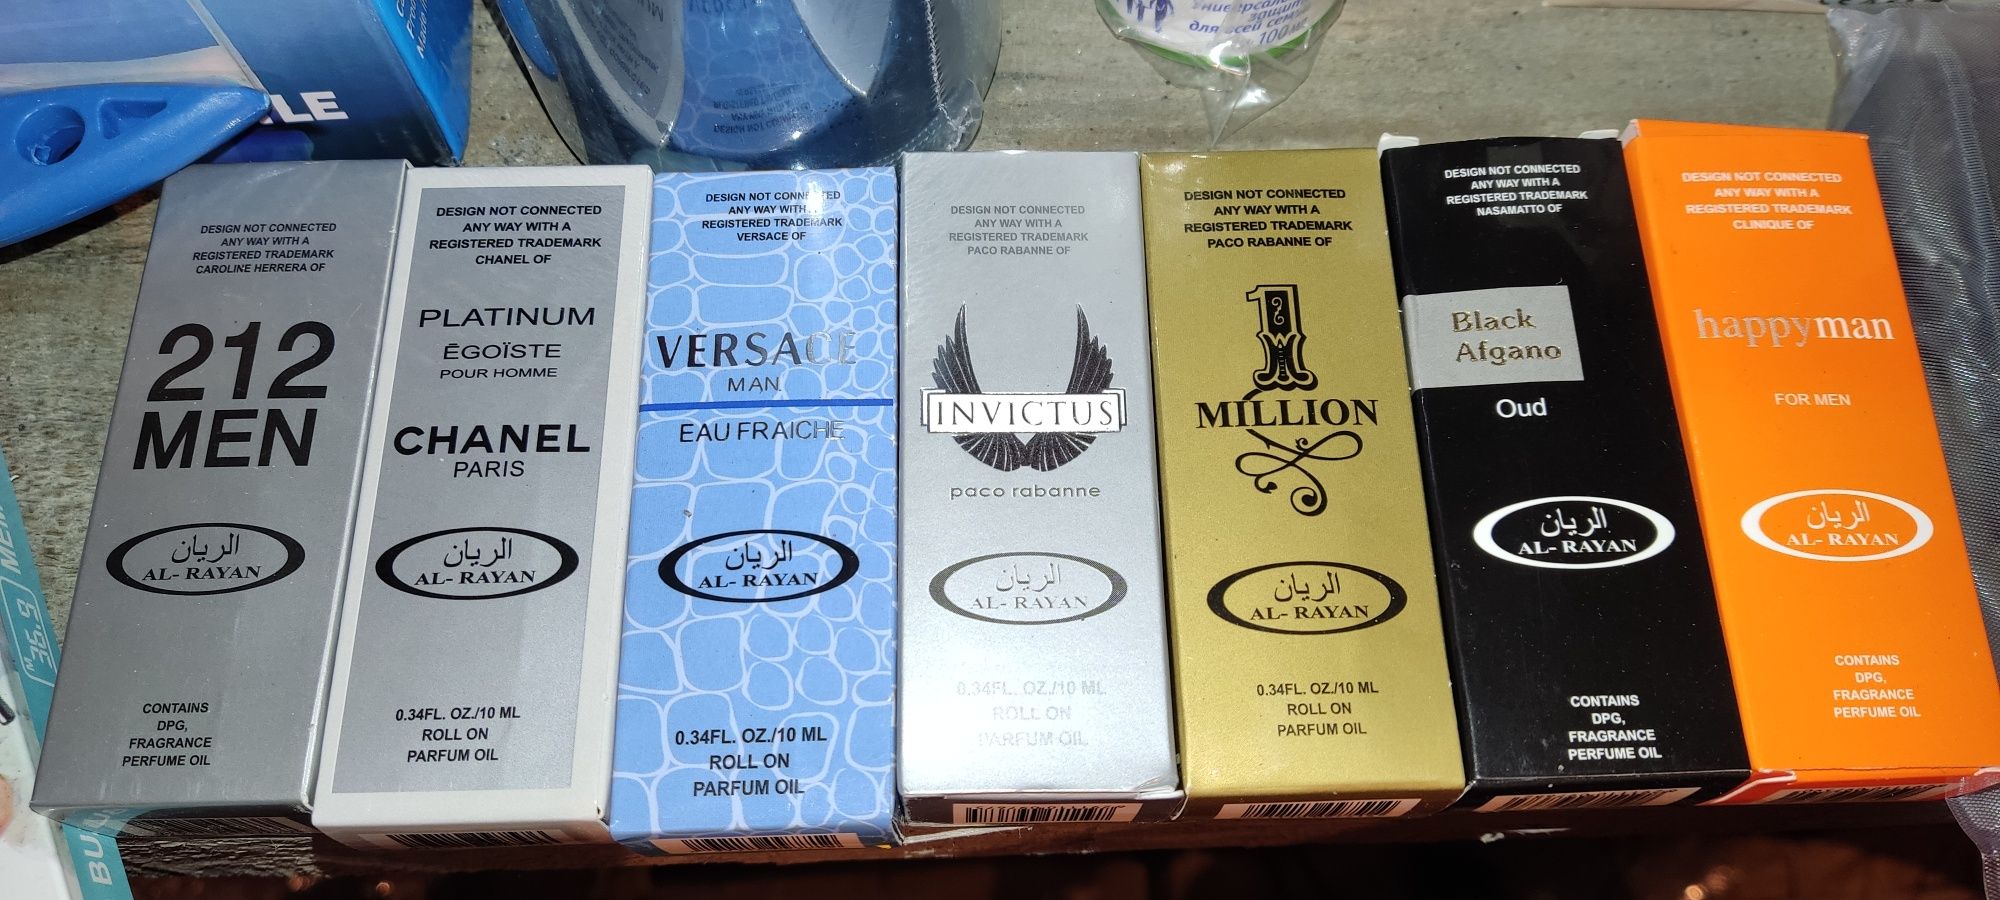 TLE
универсал
защит
для всей семьи
100мл
DESIGN NOT CONNECTED
ANY WAY WITH A
REGISTERED TRADEMARK
CAROLINE HERRERA OF
212
MEN
الريان
AL- RAYAN
CONTAINS
DPG,
FRAGRANCE
PERFUME OIL
DESIGN NOT CONNECTED
ANY WAY WITH A
REGISTERED TRADEMARK
CHANEL OF
PLATINUM
ĒGOÏSTE
POUR HOMME
CHANEL
PARIS
الريان
AL- RAYAN
0.34FL. OZ./10 ML
ROLL ON
PARFUM OIL
DESIGN NOT CONNECTED
ANY WAY WITH A
REGISTERED TRADEMARK
VERSACE OF
VERSACE
MAN
EAU FRAICHE
الريان
AL- RAYAN
0.34FL. OZ./10 ML
ROLL ON
PARFUM OIL
DESIGN NOT CONNECTED
ANY WAY WITH A
REGISTERED TRADEMARK
PACO RABANNE OF
INVICTUS
paco rabanne
الريان
AL- RAYAN
0.34FL. OZ./10 ML
ROLL ON
PARFUM OIL
DESIGN NOT CONNECTED
ANY WAY WITH A
REGISTERED TRADEMARK
PACO RABANNE OF
1
MILLION
الريان
AL- RAYAN
0.34FL. OZ./10 ML
ROLL ON
PARFUM OIL
DESIGN NOT CONNECTED
ANY WAY WITH A
REGISTERED TRADEMARK
NASAMATTO OF
Black
Afgano
Oud
الريان
AL- RAYAN
CONTAINS
DPG,
FRAGRANCE
PERFUME OIL
DESIGN NOT CONNECTED
ANY WAY WITH A
REGISTERED TRADEMARK
CLINIQUE OF
happyman
FOR MEN
الريان
AL- RAYAN
CONTAINS
DPG,
FRAGRANCE
PERFUME OIL